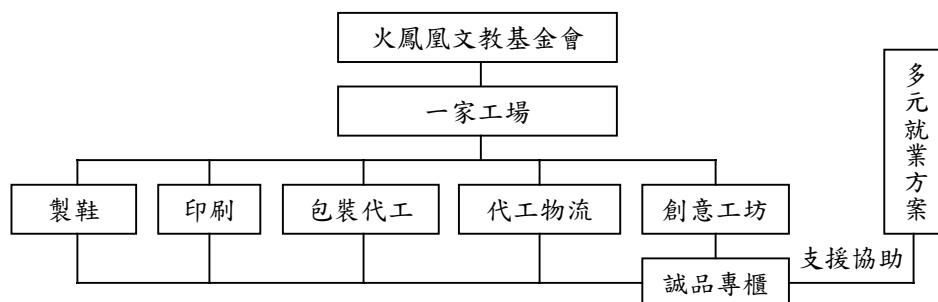 火鳳凰文教基金會
一家工場
多元就業方案
製鞋
印刷
包裝代工
代工物流
創意工坊
支援協助
誠品專櫃